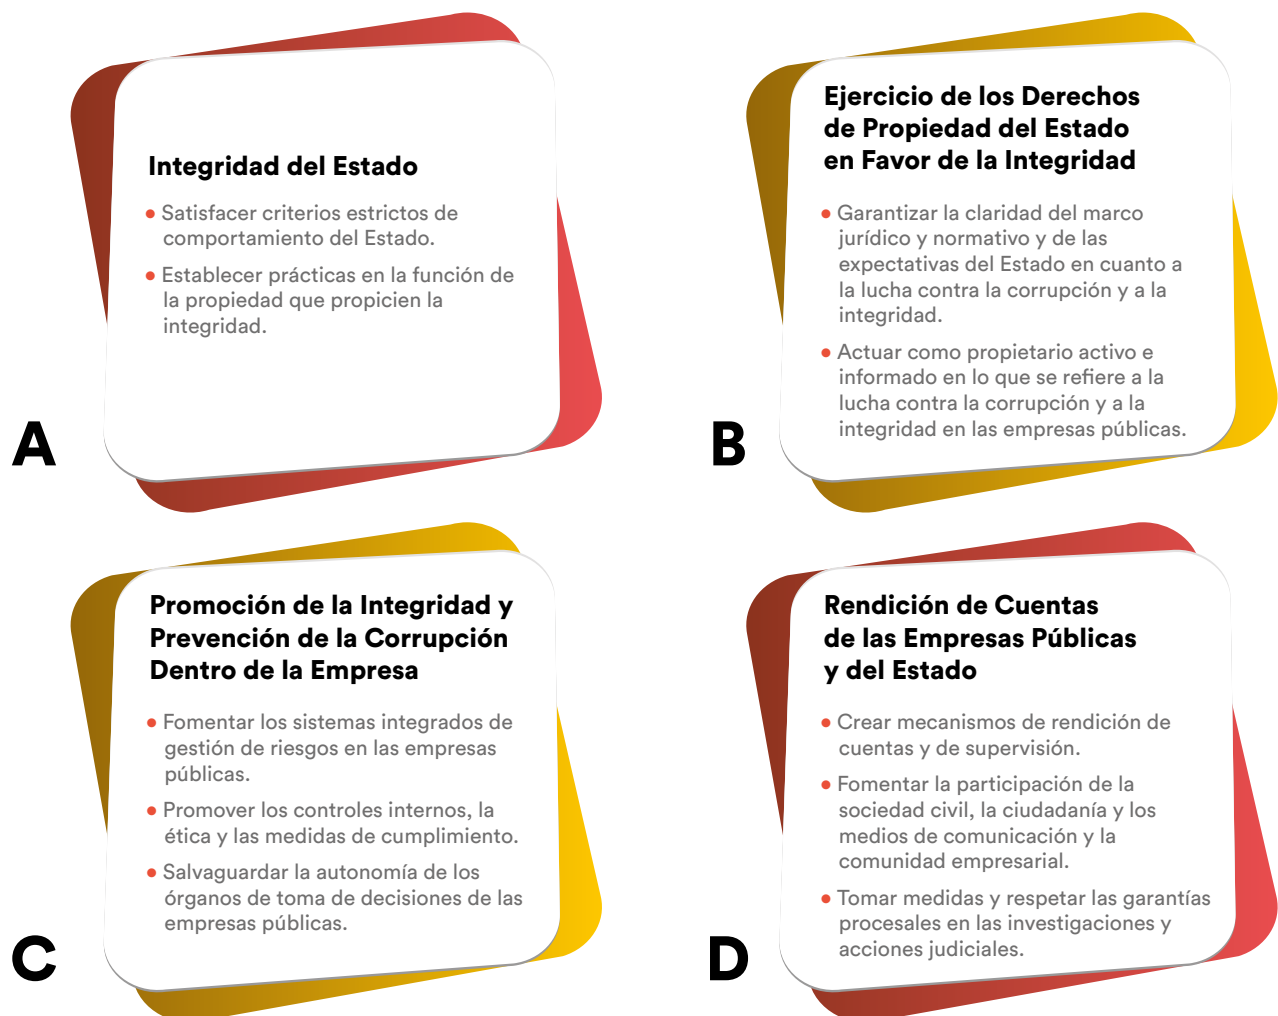 Integridad del Estado
• Satisfacer criterios estrictos de
comportamiento del Estado.
• Establecer prácticas en la función de
la propiedad que propicien la
integridad.
A
Ejercicio de los Derechos
de Propiedad del Estado
en Favor de la Integridad
• Garantizar la claridad del marco
jurídico y normativo y de las
expectativas del Estado en cuanto a
la lucha contra la corrupción y a la
integridad.
• Actuar como propietario activo e
informado en lo que se refiere a la
lucha contra la corrupción y a la
integridad en las empresas públicas.
B
Promoción de la Integridad y
Prevención de la Corrupción
Dentro de la Empresa
• Fomentar los sistemas integrados de
gestión de riesgos en las empresas
públicas.
• Promover los controles internos, la
ética y las medidas de cumplimiento.
• Salvaguardar la autonomía de los
órganos de toma de decisiones de las
empresas públicas.
C
Rendición de Cuentas
de las Empresas Públicas
y del Estado
• Crear mecanismos de rendición de
cuentas y de supervisión.
• Fomentar la participación de la
sociedad civil, la ciudadanía y los
medios de comunicación y la
comunidad empresarial.
• Tomar medidas y respetar las garantías
procesales en las investigaciones y
acciones judiciales.
D